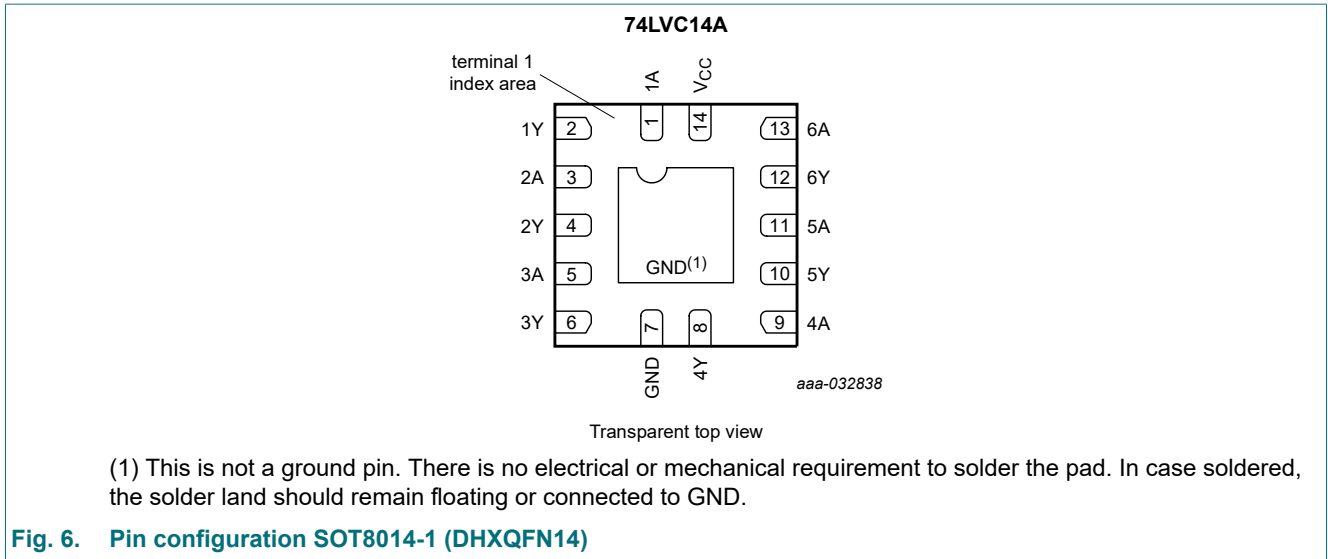 74LVC14A
terminal 1
index area
1A
VCC
1
14
1Y 2
13 6A
2A 3
12 6Y
2Y 4
11 5A
3A 5
GND(1)
10 5Y
3Y 6
9 4A
7
8
GND
4Y
aaa-032838
Transparent top view
(1) This is not a ground pin. There is no electrical or mechanical requirement to solder the pad. In case soldered,
the solder land should remain floating or connected to GND.
Fig. 6. Pin configuration SOT8014-1 (DHXQFN14)